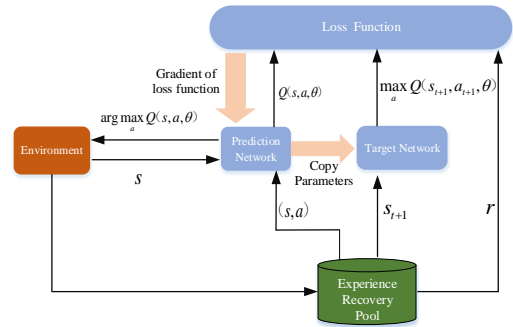 Loss Function
Gradient of
loss function
Q(s,a,θ)
max Q(s_{t+1},a_{t+1},θ)
a
arg max Q(s,a,θ)
a
Environment
Prediction
Network
Target Network
s
Copy
Parameters
(s,a)
s_{t+1}
r
Experience
Recovery
Pool